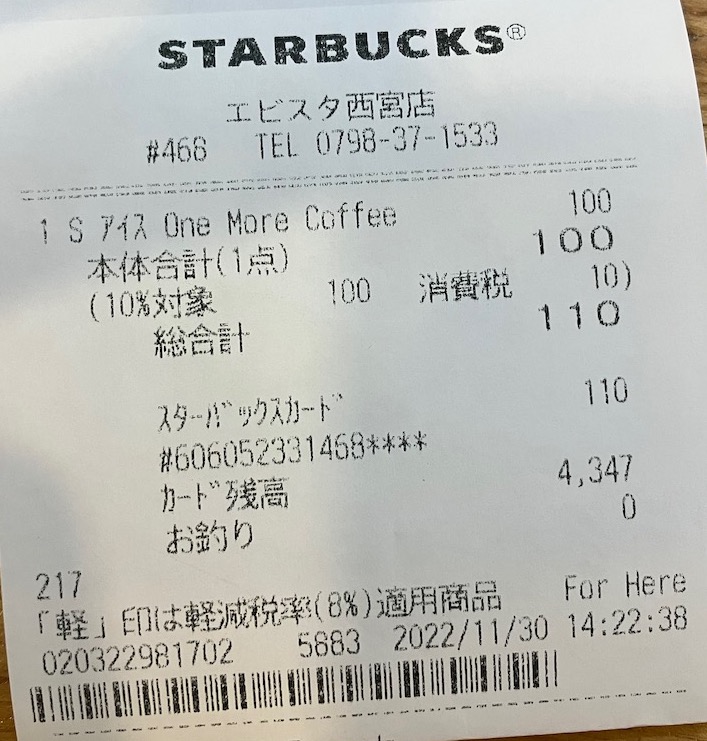 STARBUCKS®
エビスタ西宮店
#468 TEL 0798-37-1533
1 S アイス One More Coffee 100
本体合計(1点) 100
(10%対象 100 消費税 10)
総合計 110
スターバックスカード 110
#606052331468****
カード残高 4,347
お釣り 0
217
「軽」印は軽減税率(8%)適用商品 For Here
020322981702 5883 2022/11/30 14:22:38